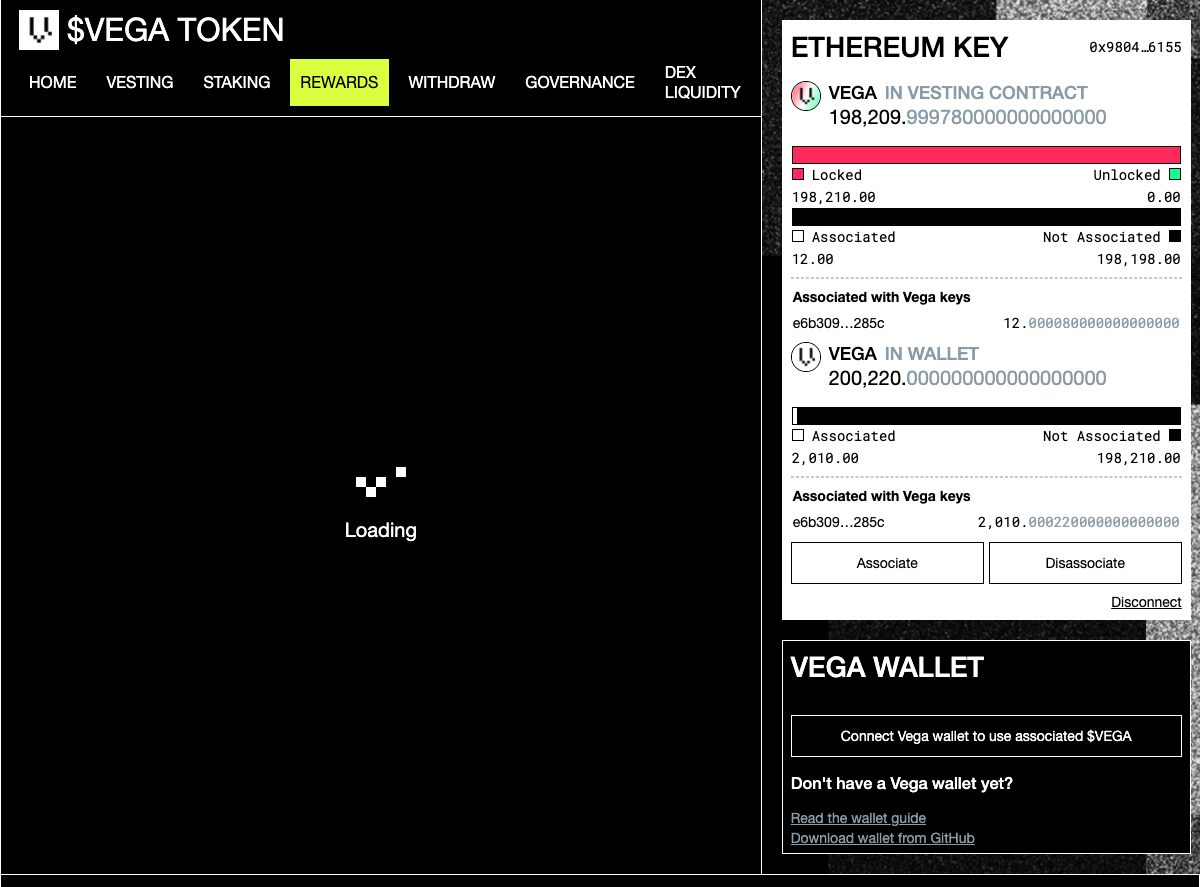 $VEGA TOKEN
HOME VESTING STAKING REWARDS WITHDRAW GOVERNANCE DEX LIQUIDITY
Loading
ETHEREUM KEY 0x9804…6155
VEGA IN VESTING CONTRACT
198,209.999780000000000000
Locked Unlocked
198,210.00 0.00
Associated Not Associated
12.00 198,198.00
Associated with Vega keys
e6b309…285c 12.000080000000000000
VEGA IN WALLET
200,220.000000000000000000
Associated Not Associated
2,010.00 198,210.00
Associated with Vega keys
e6b309…285c 2,010.000220000000000000
Associate Disassociate
Disconnect
VEGA WALLET
Connect Vega wallet to use associated $VEGA
Don't have a Vega wallet yet?
Read the wallet guide
Download wallet from GitHub